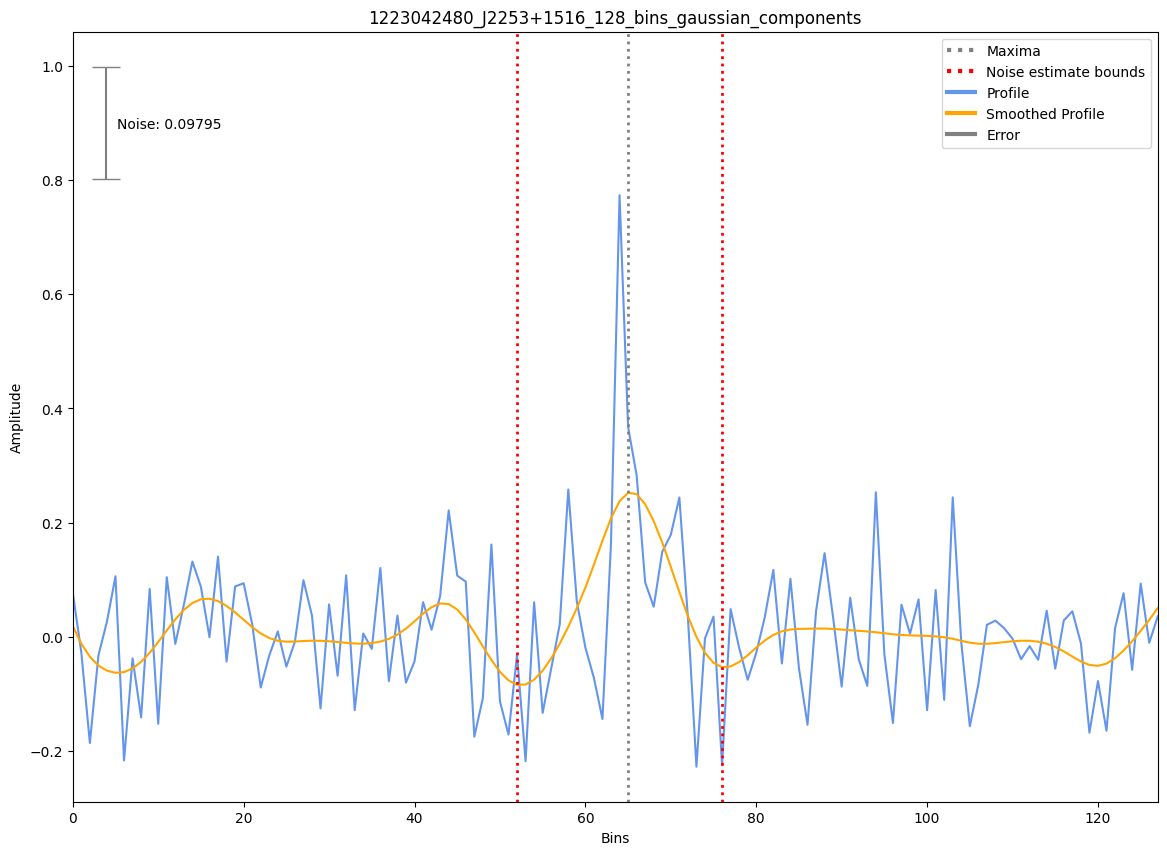 1223042480_J2253+1516_128_bins_gaussian_components
Maxima
Noise estimate bounds
Profile
Smoothed Profile
Error
Noise: 0.09795
1.0
0.8
0.6
0.4
0.2
0.0
−0.2
Amplitude
0 20 40 60 80 100 120
Bins